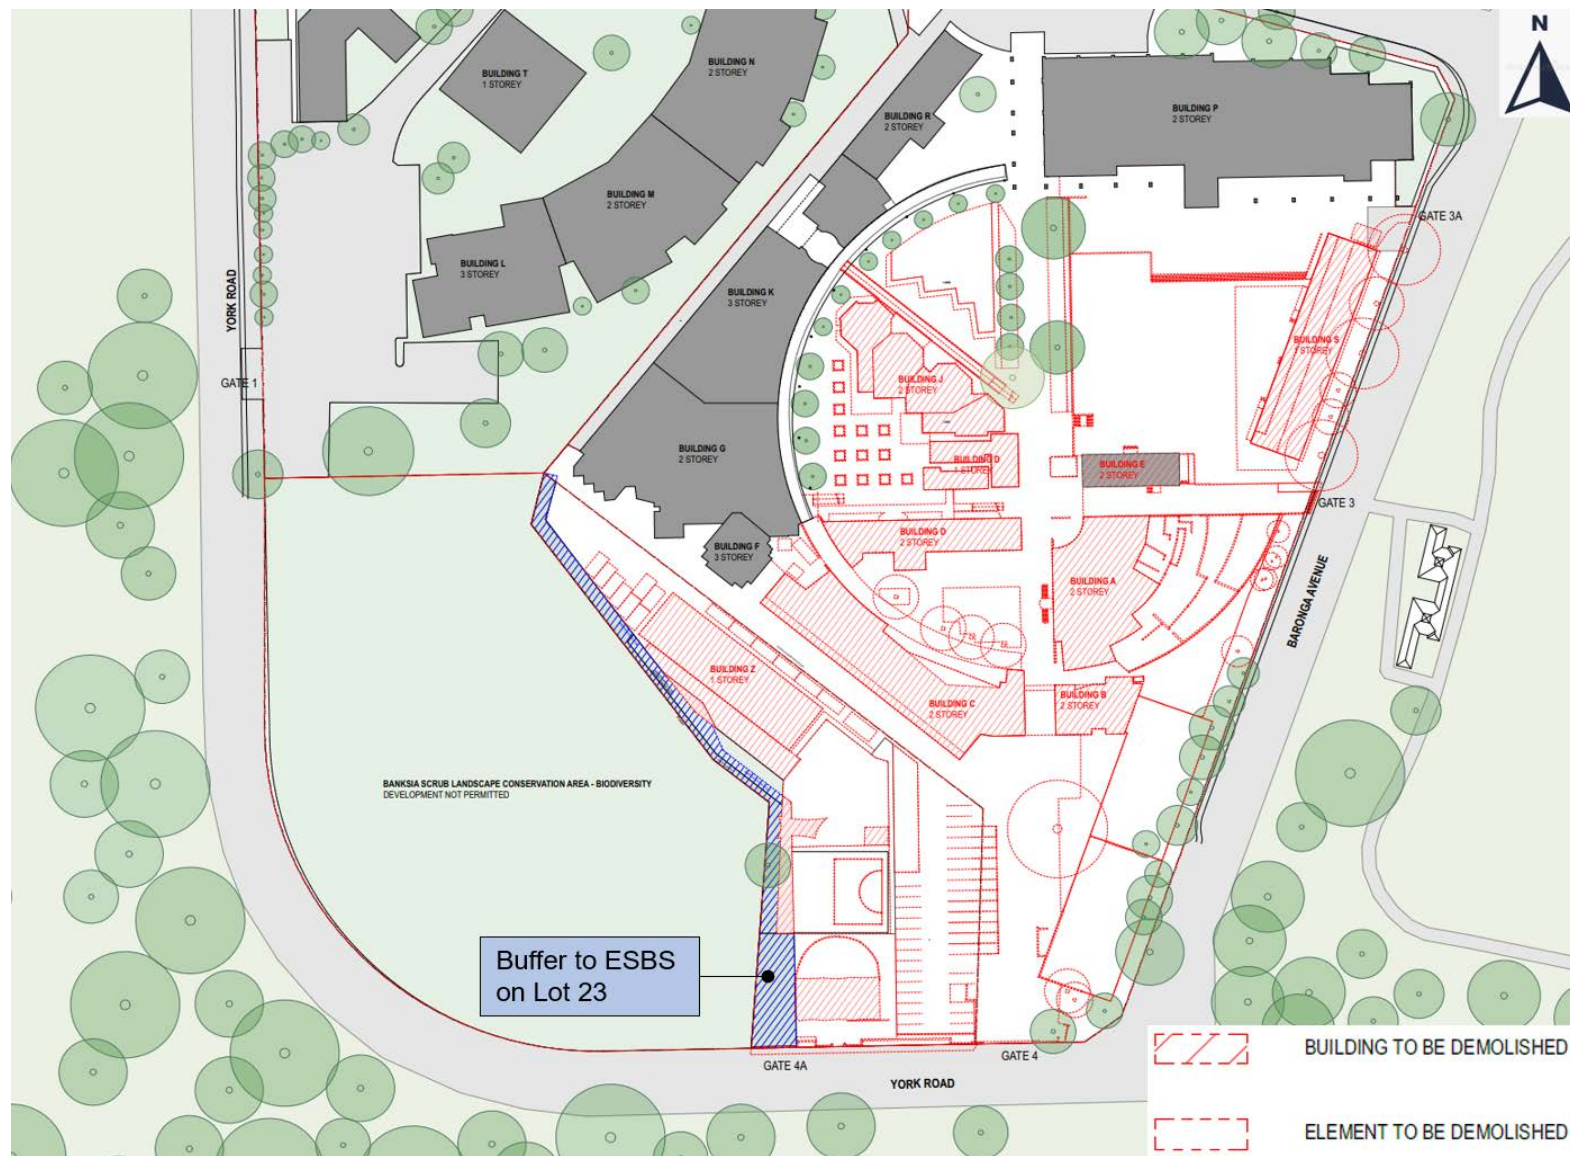 N
BUILDING T
1 STOREY
BUILDING N
2 STOREY
BUILDING R
2 STOREY
BUILDING P
2 STOREY
BUILDING M
2 STOREY
GATE 3A
BUILDING L
3 STOREY
YORK ROAD
BUILDING K
3 STOREY
BUILDING S
1 STOREY
GATE 1
BUILDING J
2 STOREY
BUILDING G
2 STOREY
BUILDING D
1 STOREY
BUILDING E
2 STOREY
GATE 3
BUILDING F
3 STOREY
BUILDING D
2 STOREY
BUILDING A
2 STOREY
BARONGA AVENUE
BUILDING Z
1 STOREY
BUILDING C
2 STOREY
BUILDING B
2 STOREY
BANKSIA SCRUB LANDSCAPE CONSERVATION AREA - BIODIVERSITY
DEVELOPMENT NOT PERMITTED
Buffer to ESBS
on Lot 23
GATE 4A
GATE 4
YORK ROAD
BUILDING TO BE DEMOLISHED
ELEMENT TO BE DEMOLISHED